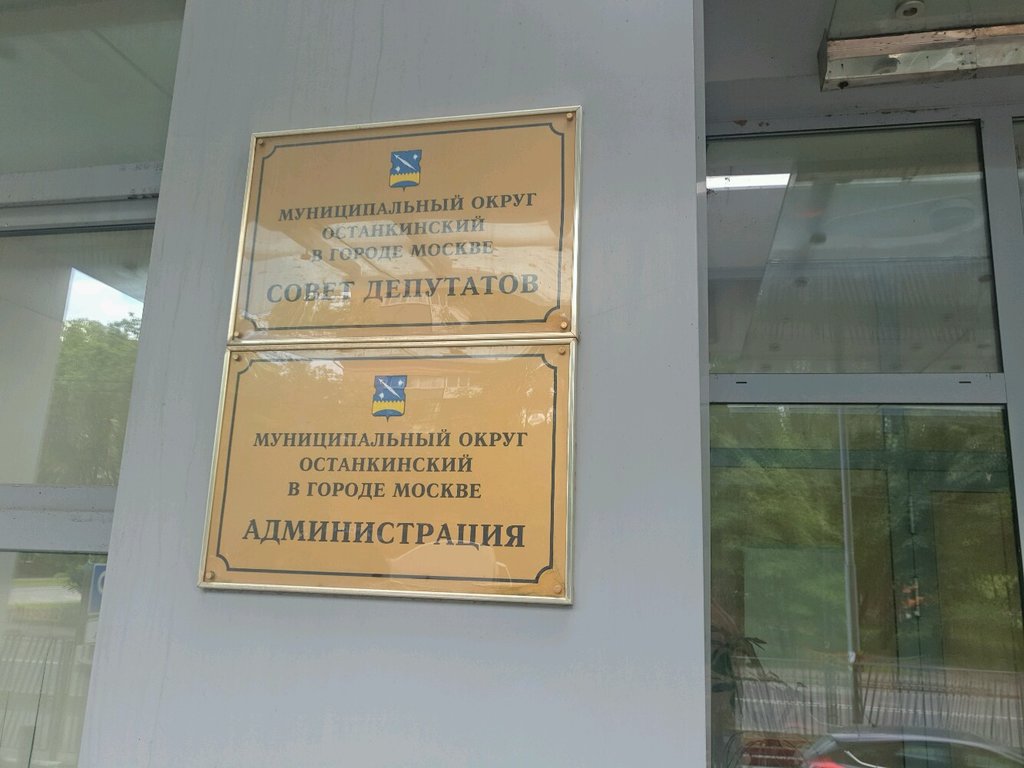 МУНИЦИПАЛЬНЫЙ ОКРУГ
ОСТАНКИНСКИЙ
В ГОРОДЕ МОСКВЕ
СОВЕТ ДЕПУТАТОВ
МУНИЦИПАЛЬНЫЙ ОКРУГ
ОСТАНКИНСКИЙ
В ГОРОДЕ МОСКВЕ
АДМИНИСТРАЦИЯ